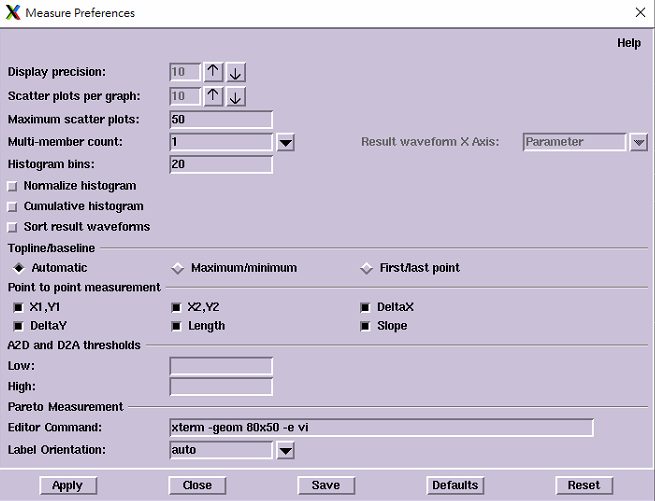 Measure Preferences
Help
Display precision: 10
Scatter plots per graph: 10
Maximum scatter plots: 50
Multi-member count: 1 Result waveform X Axis: Parameter
Histogram bins: 20
Normalize histogram
Cumulative histogram
Sort result waveforms
Topline/baseline
Automatic Maximum/minimum First/last point
Point to point measurement
X1,Y1 X2,Y2 DeltaX
DeltaY Length Slope
A2D and D2A thresholds
Low:
High:
Pareto Measurement
Editor Command: xterm -geom 80x50 -e vi
Label Orientation: auto
Apply Close Save Defaults Reset